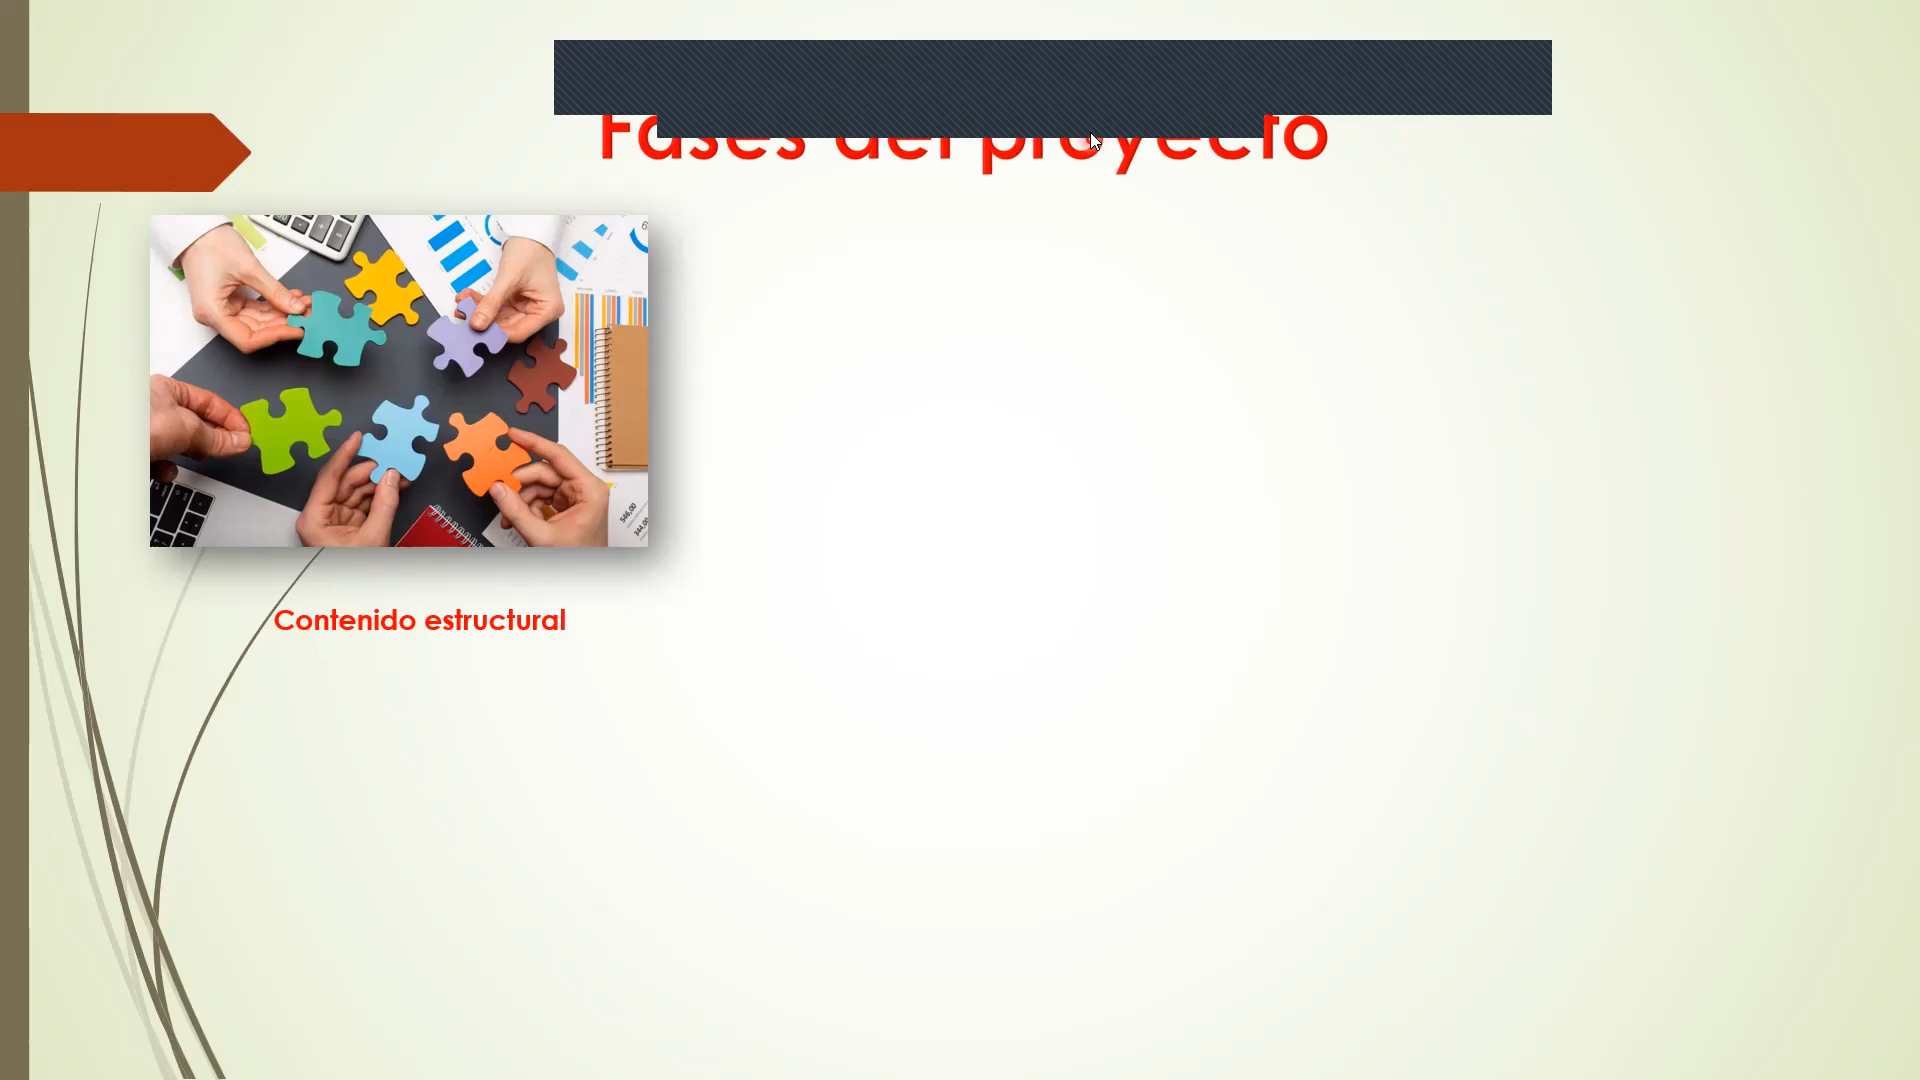 Fases del proyecto
Contenido estructural